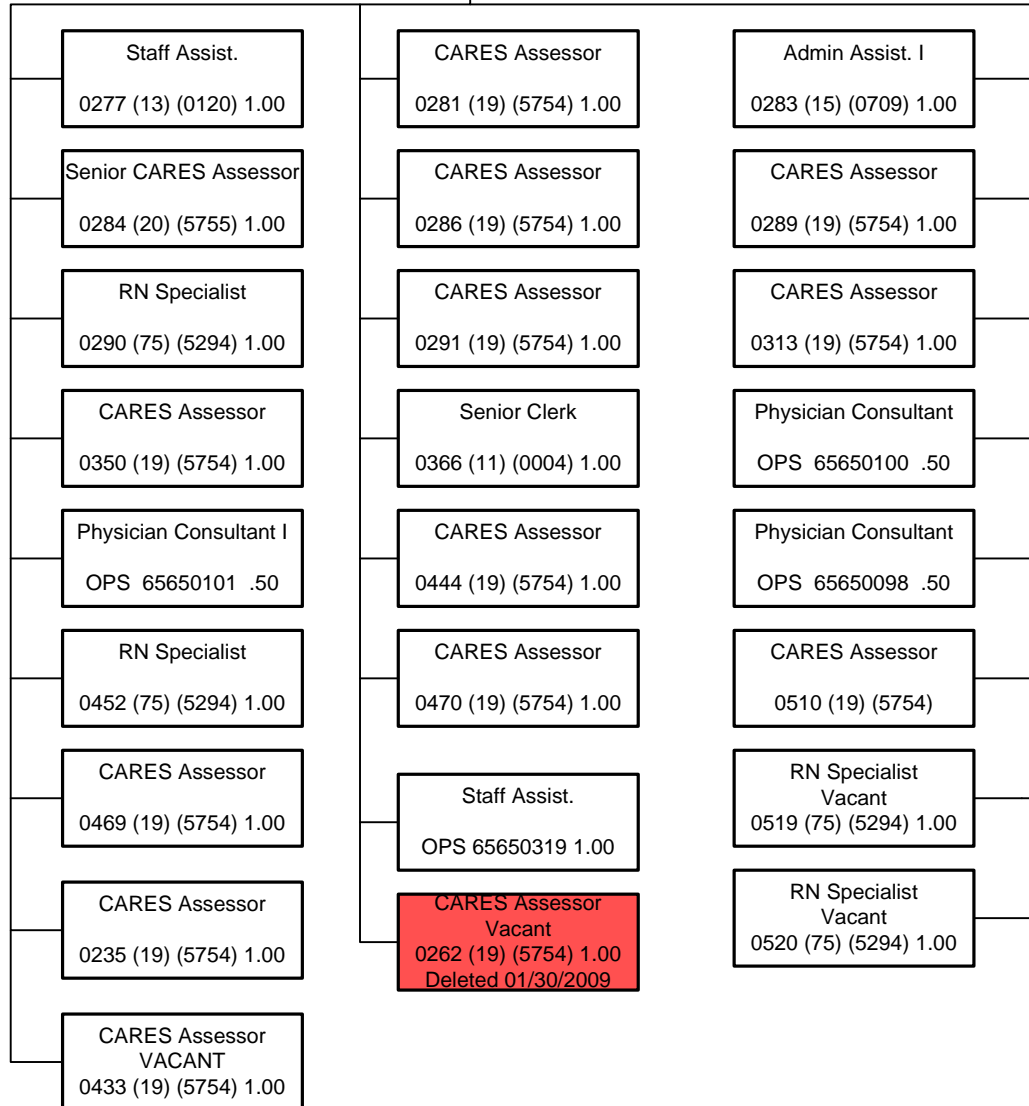 Staff Assist.
0277 (13) (0120) 1.00
Senior CARES Assessor
0284 (20) (5755) 1.00
RN Specialist
0290 (75) (5294) 1.00
CARES Assessor
0350 (19) (5754) 1.00
Physician Consultant I
OPS 65650101 .50
RN Specialist
0452 (75) (5294) 1.00
CARES Assessor
0469 (19) (5754) 1.00
CARES Assessor
0235 (19) (5754) 1.00
CARES Assessor
VACANT
0433 (19) (5754) 1.00
CARES Assessor
0281 (19) (5754) 1.00
CARES Assessor
0286 (19) (5754) 1.00
CARES Assessor
0291 (19) (5754) 1.00
Senior Clerk
0366 (11) (0004) 1.00
CARES Assessor
0444 (19) (5754) 1.00
CARES Assessor
0470 (19) (5754) 1.00
Staff Assist.
OPS 65650319 1.00
CARES Assessor
Vacant
0262 (19) (5754) 1.00
Deleted 01/30/2009
Admin Assist. I
0283 (15) (0709) 1.00
CARES Assessor
0289 (19) (5754) 1.00
CARES Assessor
0313 (19) (5754) 1.00
Physician Consultant
OPS 65650100 .50
Physician Consultant
OPS 65650098 .50
CARES Assessor
0510 (19) (5754)
RN Specialist
Vacant
0519 (75) (5294) 1.00
RN Specialist
Vacant
0520 (75) (5294) 1.00